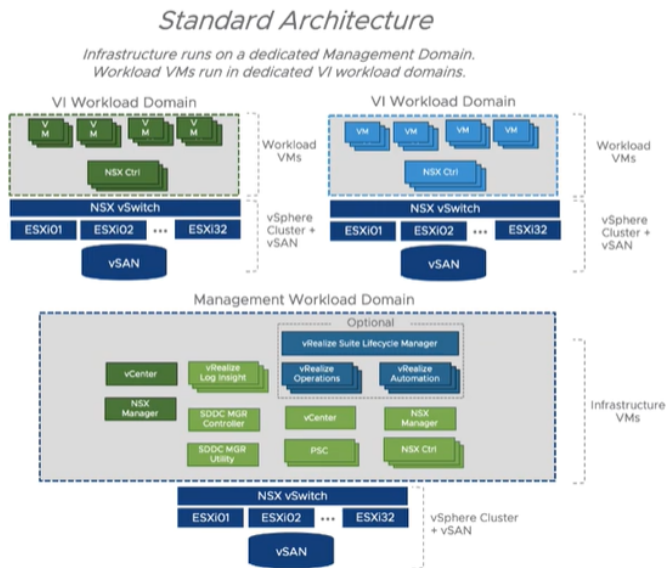 Standard Architecture
Infrastructure runs on a dedicated Management Domain.
Workload VMs run in dedicated VI workload domains.
VI Workload Domain
V
M
V
M
V
M
V
M
NSX Ctrl
Workload
VMs
NSX vSwitch
ESXi01
ESXi02
...
ESXi32
vSAN
vSphere
Cluster +
vSAN
VI Workload Domain
VM
VM
VM
VM
NSX Ctrl
Workload
VMs
NSX vSwitch
ESXi01
ESXi02
...
ESXi32
vSAN
vSphere
Cluster +
vSAN
Management Workload Domain
Optional
vRealize Suite Lifecycle Manager
vCenter
vRealize
Log Insight
vRealize
Operations
vRealize
Automation
NSX
Manager
SDDC MGR
Controller
vCenter
NSX
Manager
SDDC MGR
Utility
PSC
NSX Ctrl
Infrastructure
VMs
NSX vSwitch
ESXi01
ESXi02
...
ESXi32
vSAN
vSphere Cluster
+ vSAN